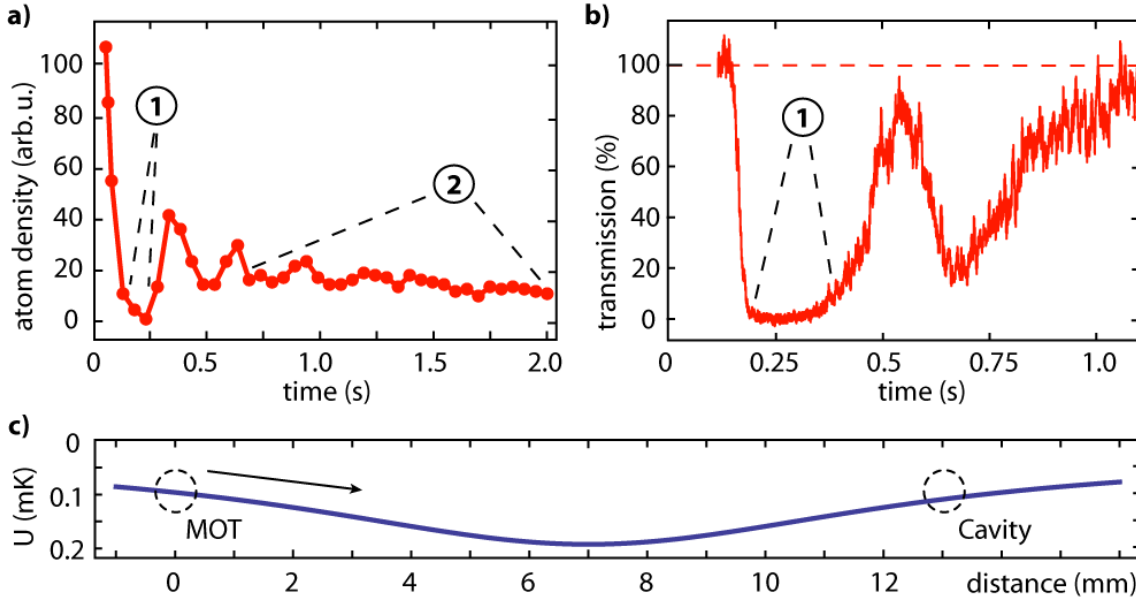 a)
atom density (arb. u.)
100
80
60
40
20
0
1
2
0 0.5 1.0 1.5 2.0
time (s)
b)
transmission (%)
100
80
60
40
20
0
1
0.25 0.5 0.75 1.0
time (s)
c)
U (mK)
0
0.1
0.2
MOT
Cavity
0 2 4 6 8 10 12 distance (mm)